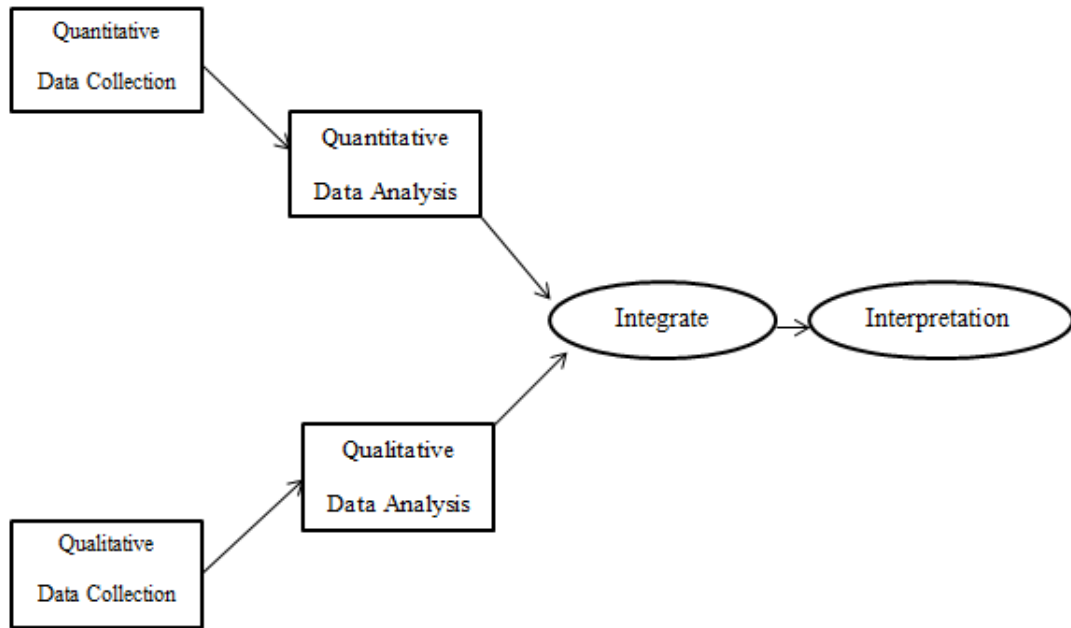 Quantitative
Data Collection
Quantitative
Data Analysis
Integrate
Interpretation
Qualitative
Data Analysis
Qualitative
Data Collection